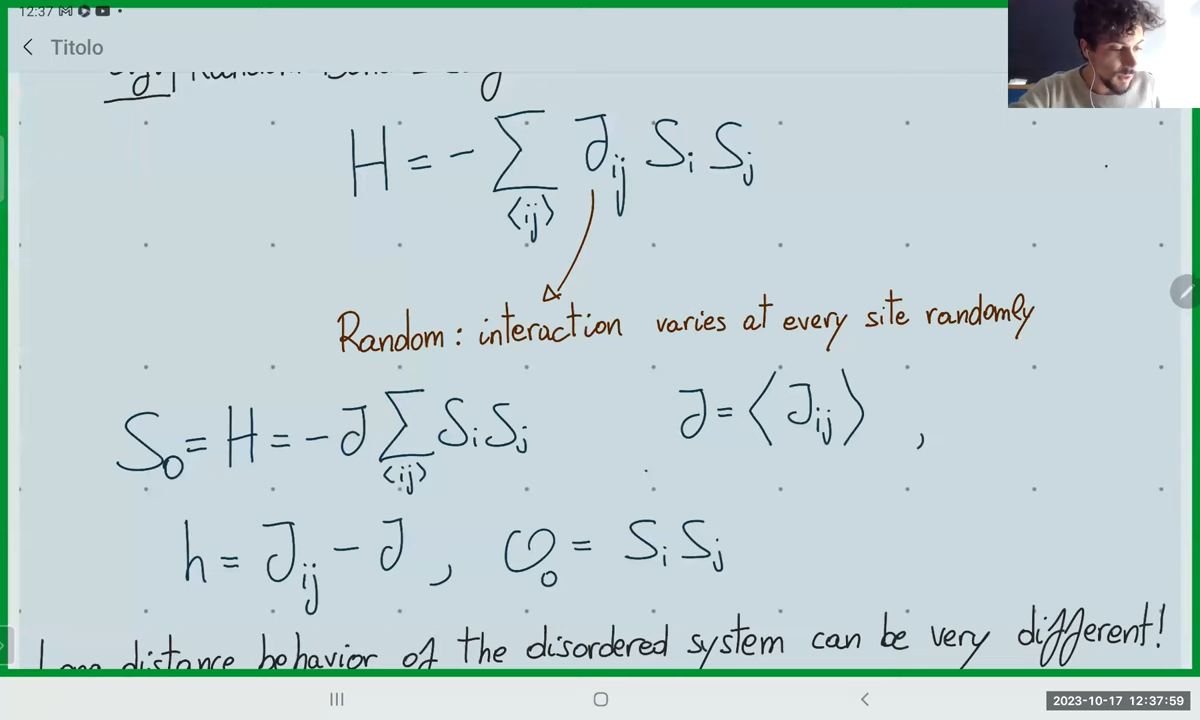 12:37
Titolo
H = - Σ J_ij S_i S_j
<ij>
Random: interaction varies at every site randomly
S_0 = H = - J Σ S_i S_j    J = ⟨J_ij⟩ ,
<ij>
h = J_ij - J , O_0 = S_i S_j
distance behavior of the disordered system can be very different!
2023-10-17 12:37:59